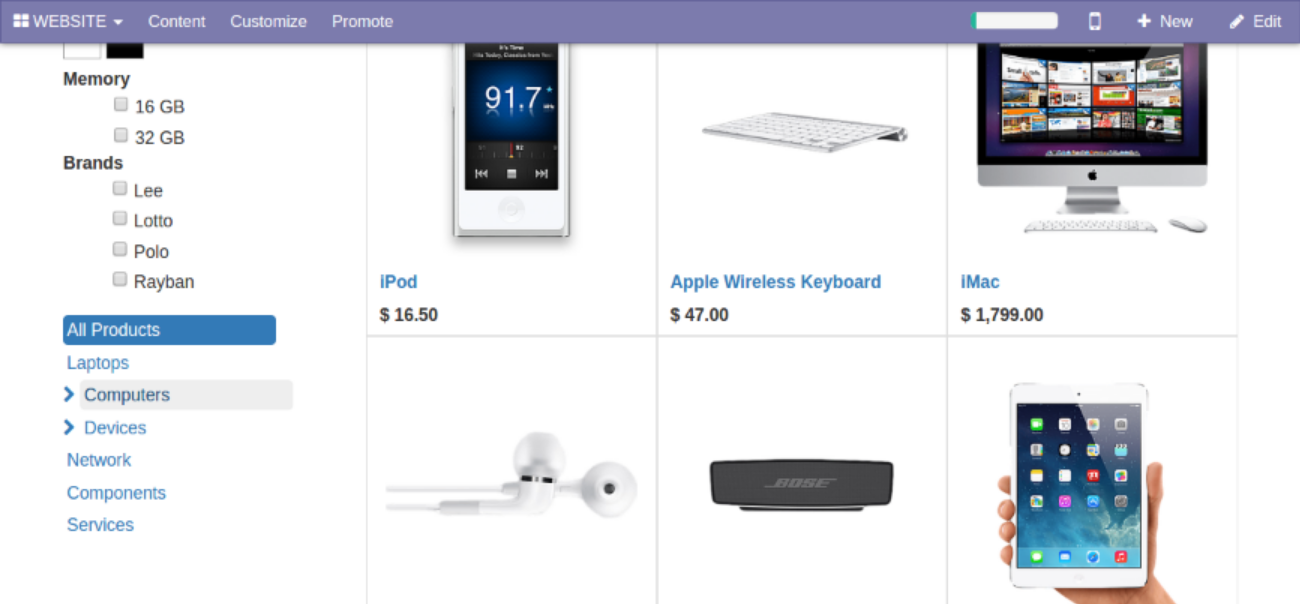 WEBSITE Content Customize Promote New Edit
Memory
16 GB
32 GB
Brands
Lee
Lotto
Polo
Rayban
All Products
Laptops
Computers
Devices
Network
Components
Services
It's Time
91.7
iPod
$ 16.50
Apple Wireless Keyboard
$ 47.00
iMac
$ 1,799.00
BOSE